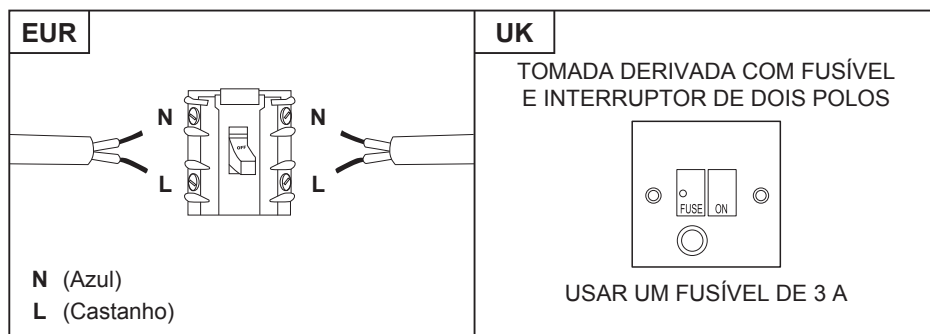 EUR
N
N
OFF
L
L
N (Azul)
L (Castanho)
UK
TOMADA DERIVADA COM FUSÍVEL
E INTERRUPTOR DE DOIS POLOS
FUSE ON
USAR UM FUSÍVEL DE 3 A